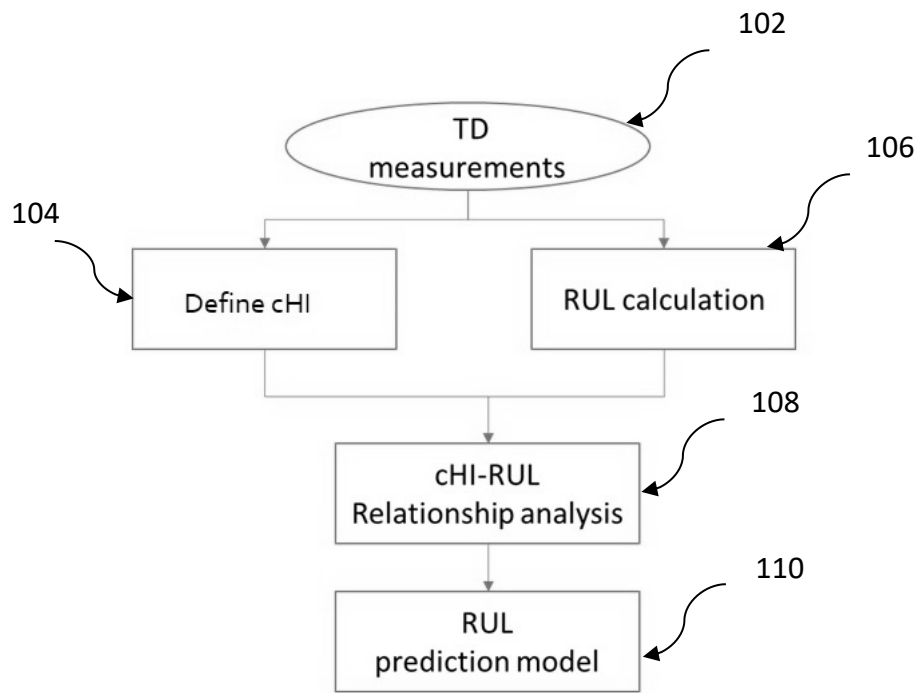 102
TD
measurements
106
104
Define cHI
RUL calculation
108
cHI-RUL
Relationship analysis
110
RUL
prediction model